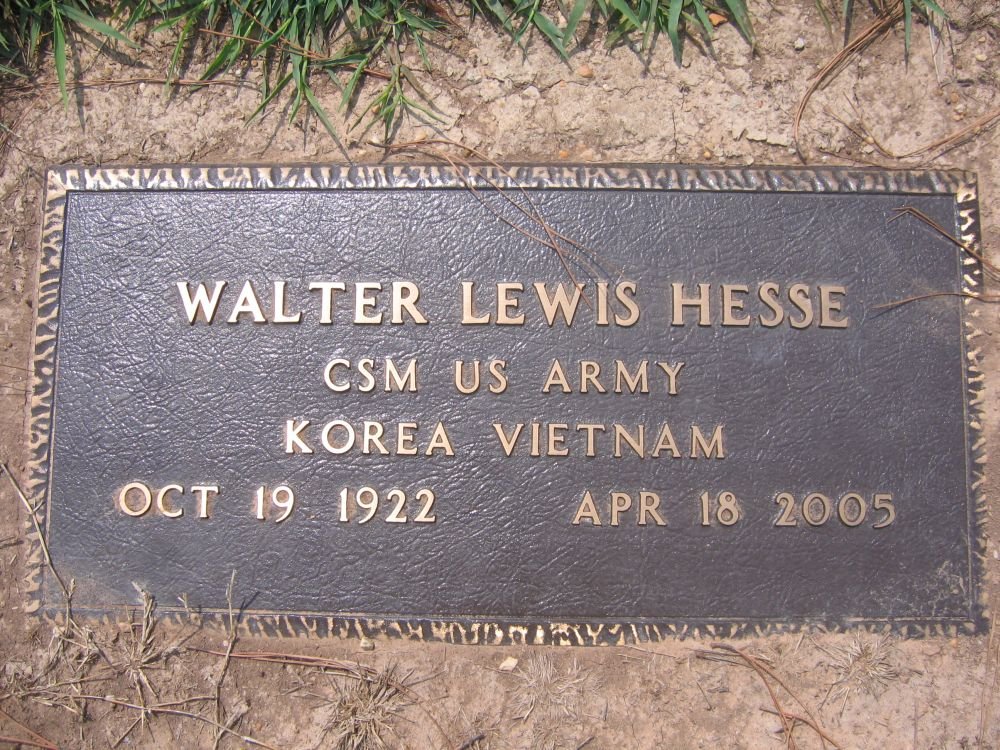 WALTER LEWIS HESSE
CSM US ARMY
KOREA VIETNAM
OCT 19 1922 APR 18 2005